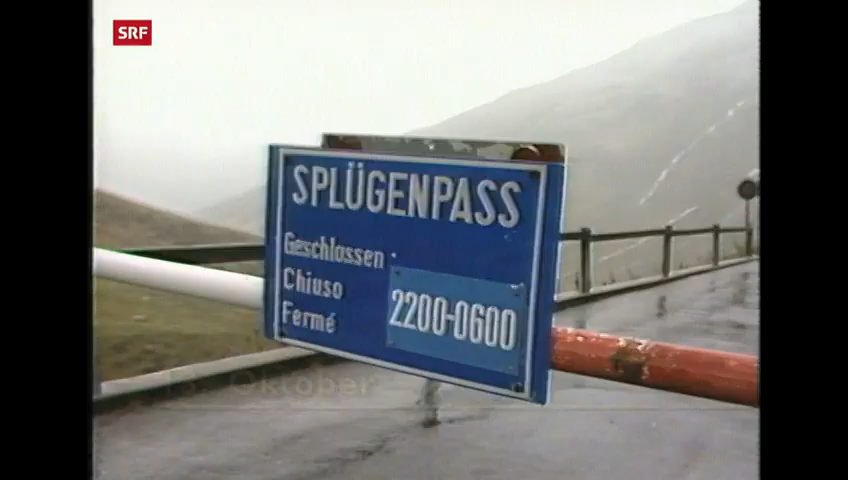 SRF
SPLÜGENPASS
Geschlossen
Chiuso
Fermé
2200-0600
Oktober